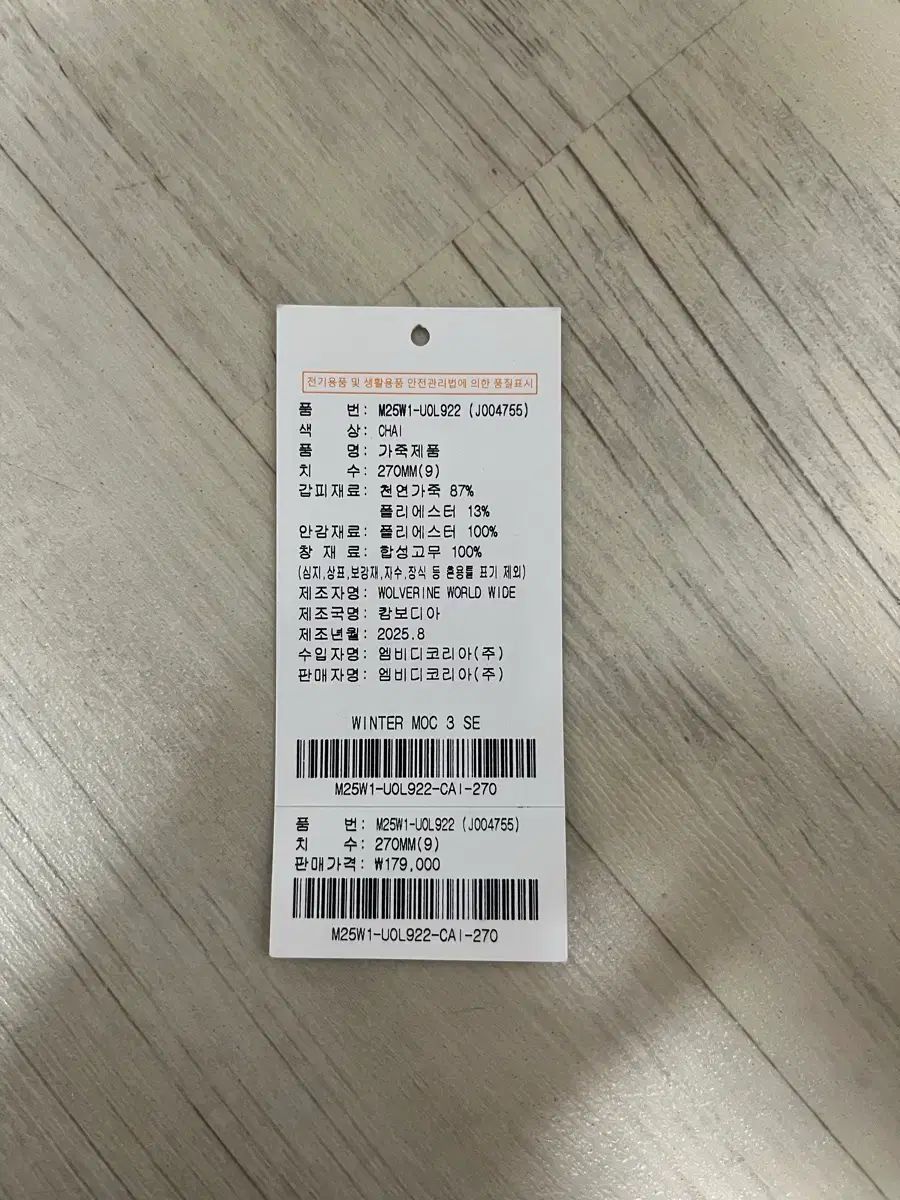 전기용품 및 생활용품 안전관리법에 의한 품질표시
품 번: M25W1-UOL922 (J004755)
색 상: CHAI
품 명: 가죽제품
치 수: 270MM(9)
갑피재료: 천연가죽 87%
폴리에스터 13%
안감재료: 폴리에스터 100%
창 재 료: 합성고무 100%
(심지,상표,보강재,자수,장식 등 혼용률 표기 제외)
제조자명: WOLVERINE WORLD WIDE
제조국명: 캄보디아
제조년월: 2025.8
수입자명: 엠비디코리아(주)
판매자명: 엠비디코리아(주)
WINTER MOC 3 SE
M25W1-UOL922-CAI-270
품 번: M25W1-UOL922 (J004755)
치 수: 270MM(9)
판매가격: ₩179,000
M25W1-UOL922-CAI-270